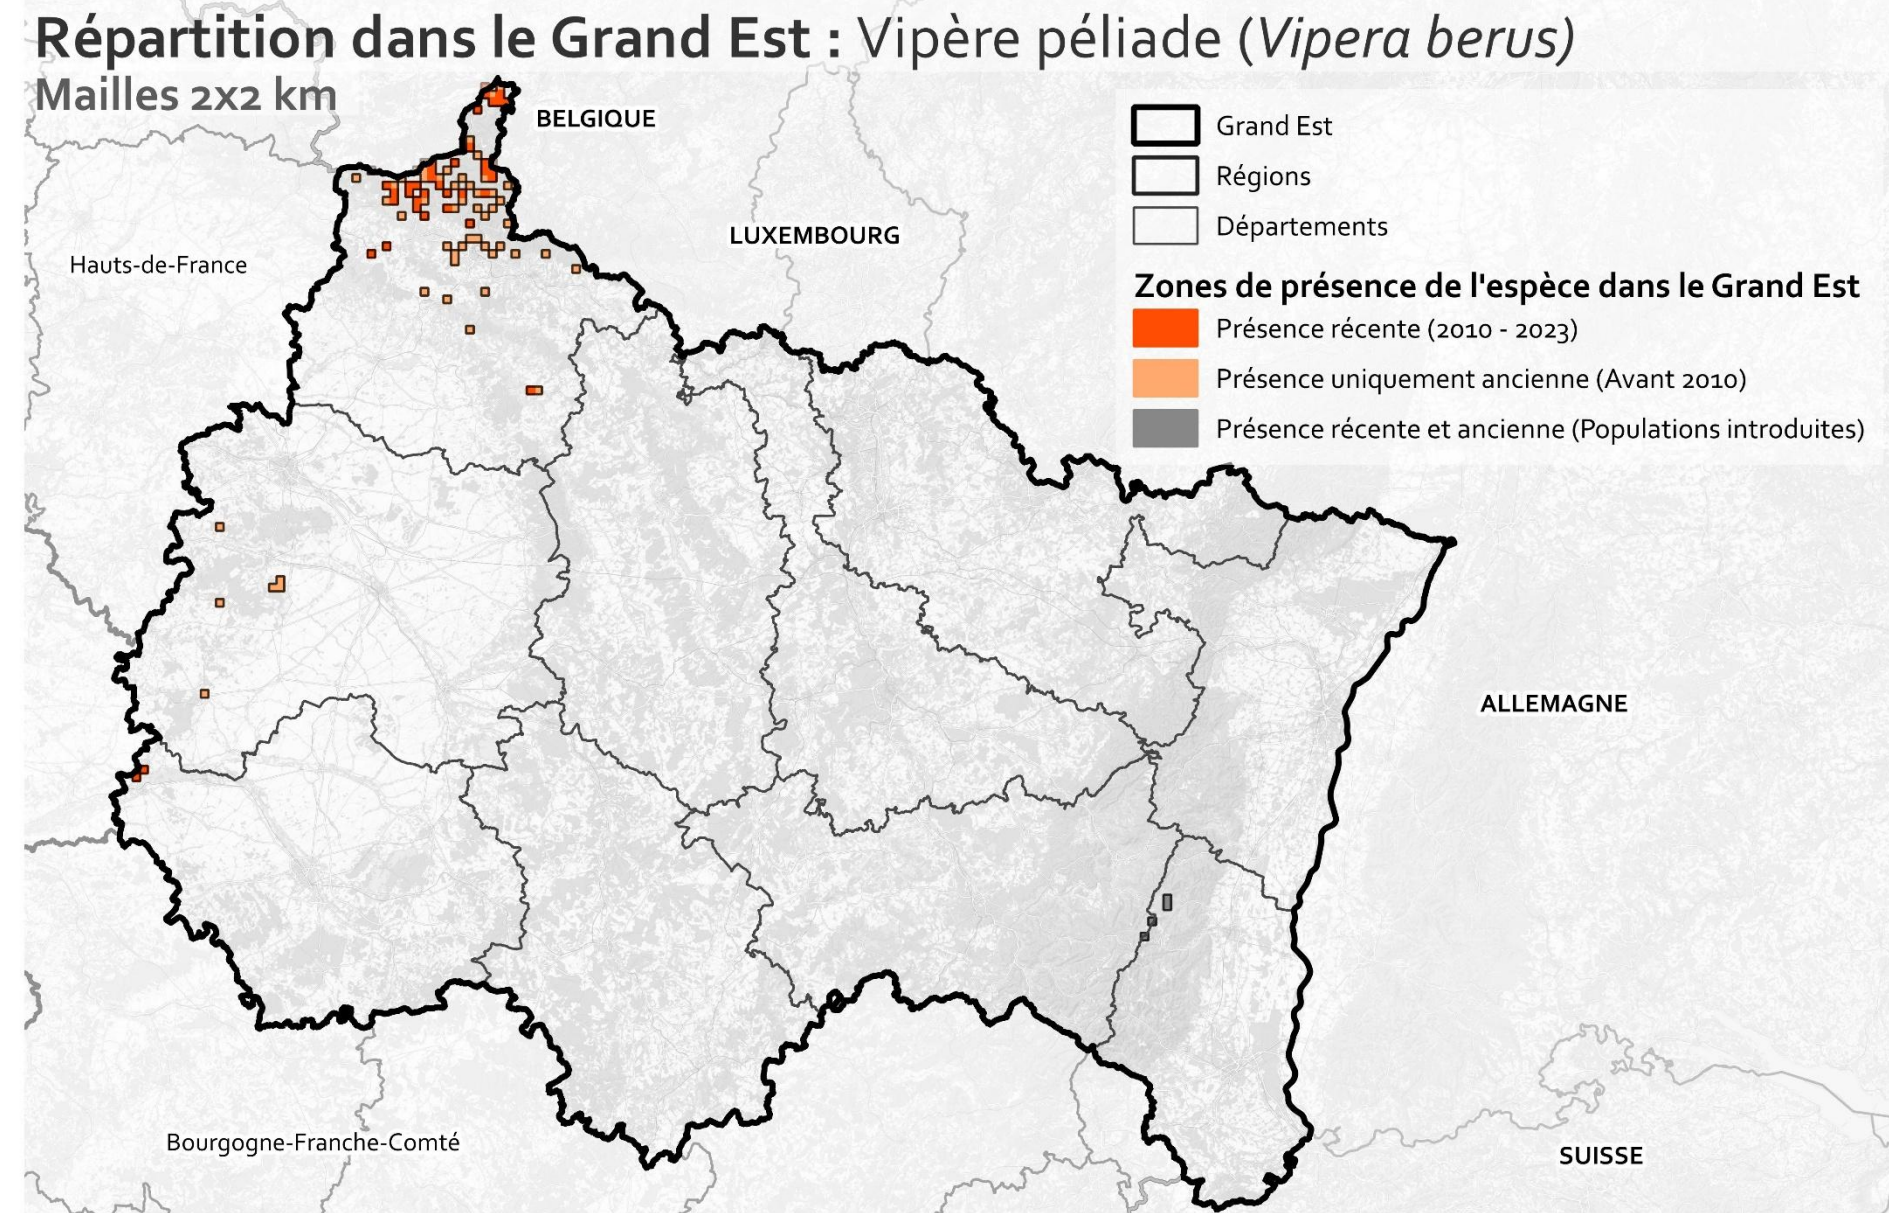 Répartition dans le Grand Est : Vipère péliade (Vipera berus)
Mailles 2x2 km
BELGIQUE
Grand Est
Régions
LUXEMBOURG
Départements
Hauts-de-France
Zones de présence de l'espèce dans le Grand Est
Présence récente (2010 - 2023)
Présence uniquement ancienne (Avant 2010)
Présence récente et ancienne (Populations introduites)
ALLEMAGNE
Bourgogne-Franche-Comté
SUISSE